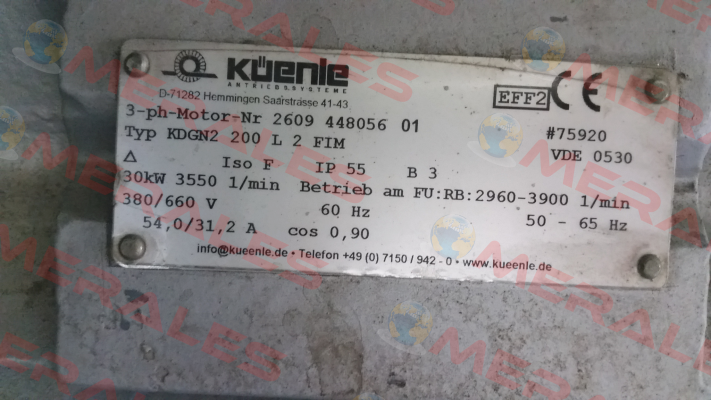 KÜENLE
ANTRIEBSSYSTEME
D-71282 Hemmingen Saarstrasse 41-43
EFF2 CE
3-ph-Motor-Nr 2609 448056 01 #75920
Typ KDGN2 200 L 2 FIM VDE 0530
Δ Iso F IP 55 B 3
30kW 3550 1/min Betrieb am FU:RB:2960-3900 1/min
380/660 V 60 Hz 50 - 65 Hz
54,0/31,2 A cos 0,90
info@kueenle.de • Telefon +49 (0) 7150 / 942 - 0 • www.kueenle.de
MERALES